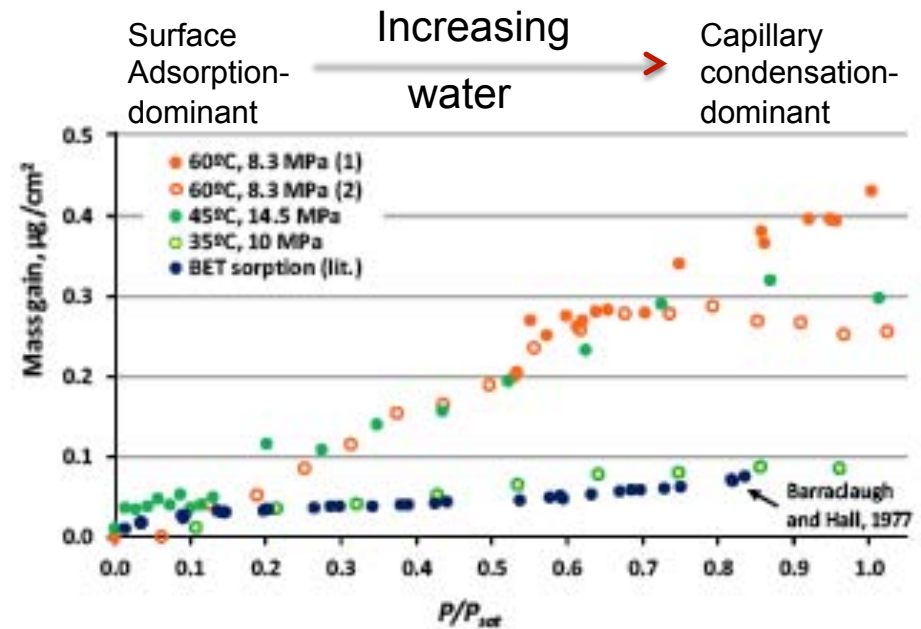 Surface
Adsorption-
dominant
Increasing
water
Capillary
condensation-
dominant
Mass gain, µg/cm²
0.5
0.4
0.3
0.2
0.1
0.0
60ºC, 8.3 MPa (1)
60ºC, 8.3 MPa (2)
45ºC, 14.5 MPa
35ºC, 10 MPa
BET sorption (lit.)
Barraclaugh
and Hall, 1977
0.0 0.1 0.2 0.3 0.4 0.5 0.6 0.7 0.8 0.9 1.0
P/Psat